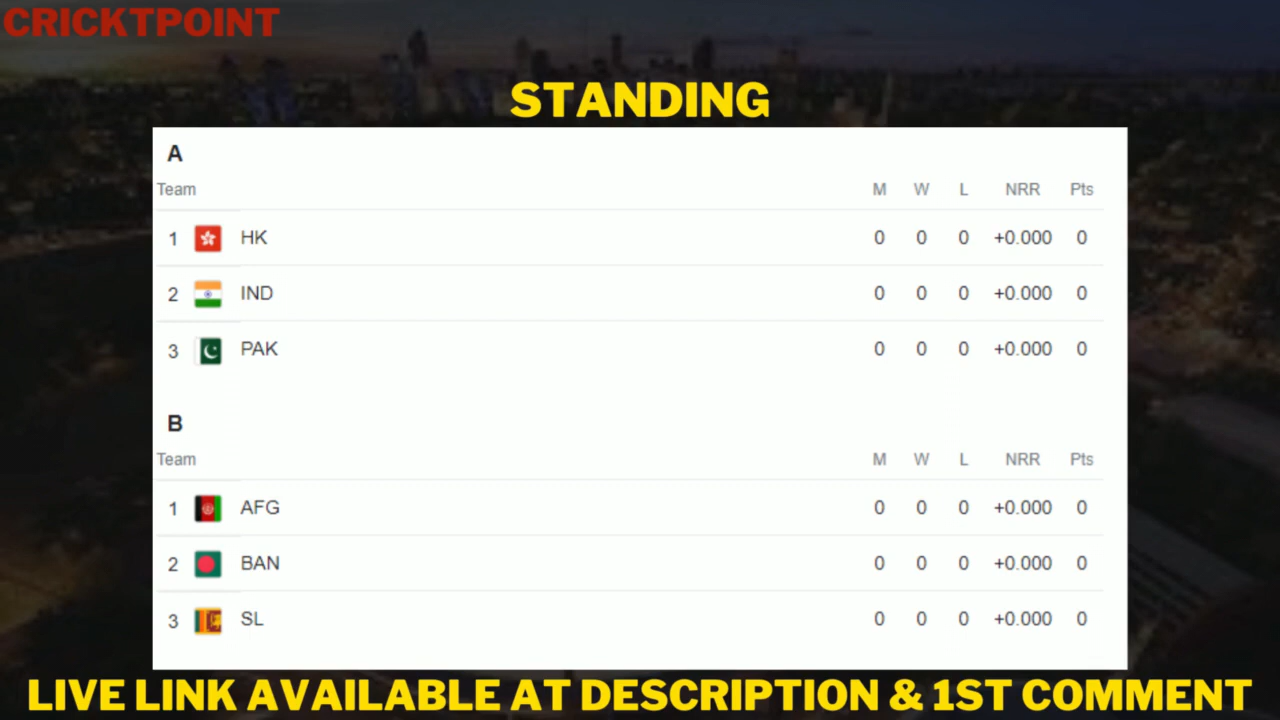 CRICKTPOINT
STANDING
A
Team M W L NRR Pts
1 HK 0 0 0 +0.000 0
2 IND 0 0 0 +0.000 0
3 PAK 0 0 0 +0.000 0
B
Team M W L NRR Pts
1 AFG 0 0 0 +0.000 0
2 BAN 0 0 0 +0.000 0
3 SL 0 0 0 +0.000 0
LIVE LINK AVAILABLE AT DESCRIPTION & 1ST COMMENT